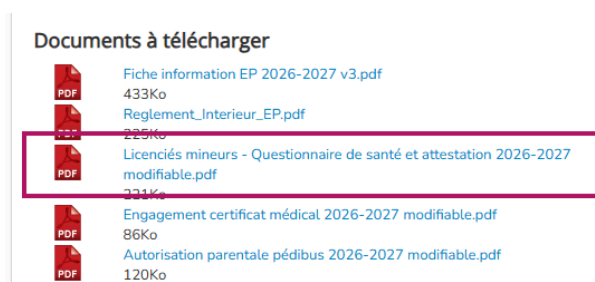 Documents à télécharger
PDF
Fiche information EP 2026-2027 v3.pdf
433Ko
PDF
Reglement_Interieur_EP.pdf
225Ko
PDF
Licenciés mineurs - Questionnaire de santé et attestation 2026-2027
modifiable.pdf
221Ko
PDF
Engagement certificat médical 2026-2027 modifiable.pdf
86Ko
PDF
Autorisation parentale pédibus 2026-2027 modifiable.pdf
120Ko